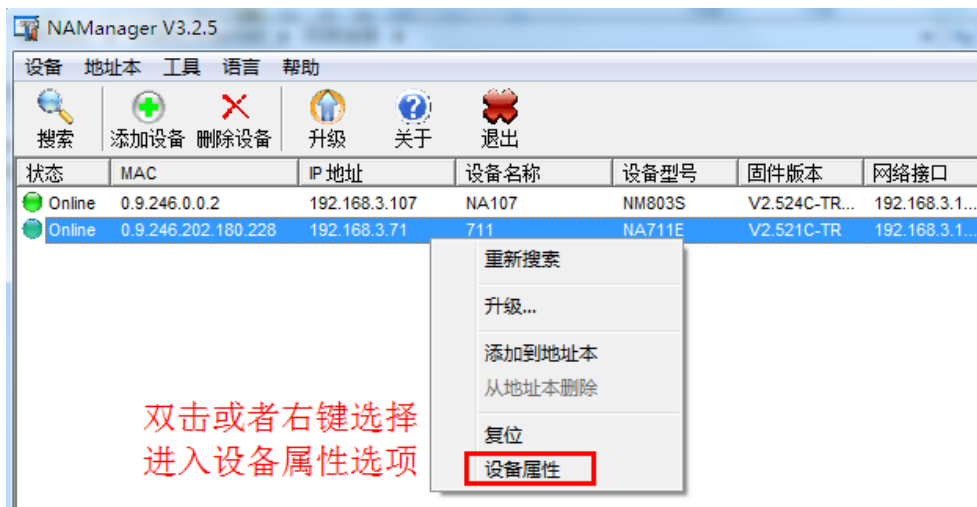 NAManager V3.2.5
设备 地址本 工具 语言 帮助
搜索 添加设备 删除设备 升级 关于 退出
状态 MAC IP 地址 设备名称 设备型号 固件版本 网络接口
Online 0.9.246.0.0.2 192.168.3.107 NA107 NM803S V2.524C-TR... 192.168.3.1...
Online 0.9.246.202.180.228 192.168.3.71 711 NA711E V2.521C-TR 192.168.3.1...
重新搜索
升级...
添加到地址本
从地址本删除
复位
设备属性
双击或者右键选择
进入设备属性选项